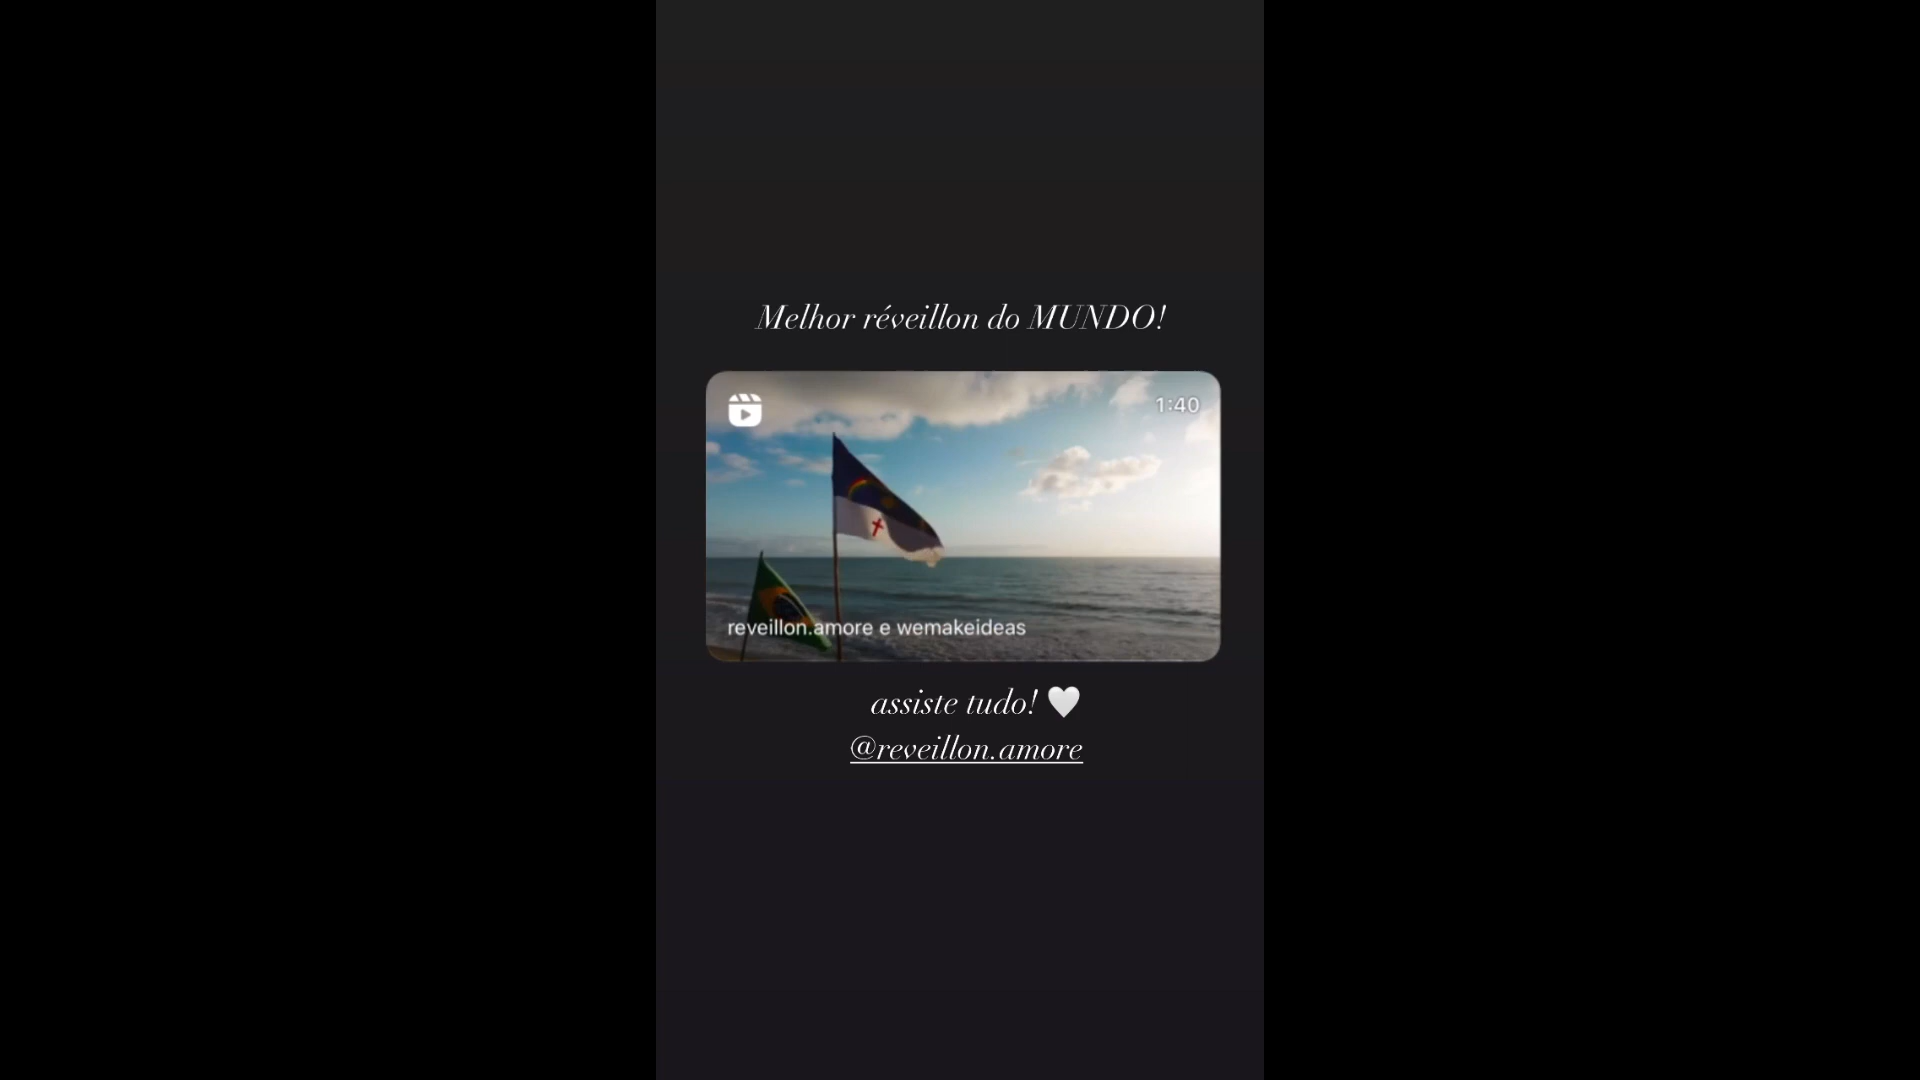 Melhor réveillon do MUNDO!
1:40
reveillon.amore e wemakeideas
assiste tudo! 🤍
@reveillon.amore